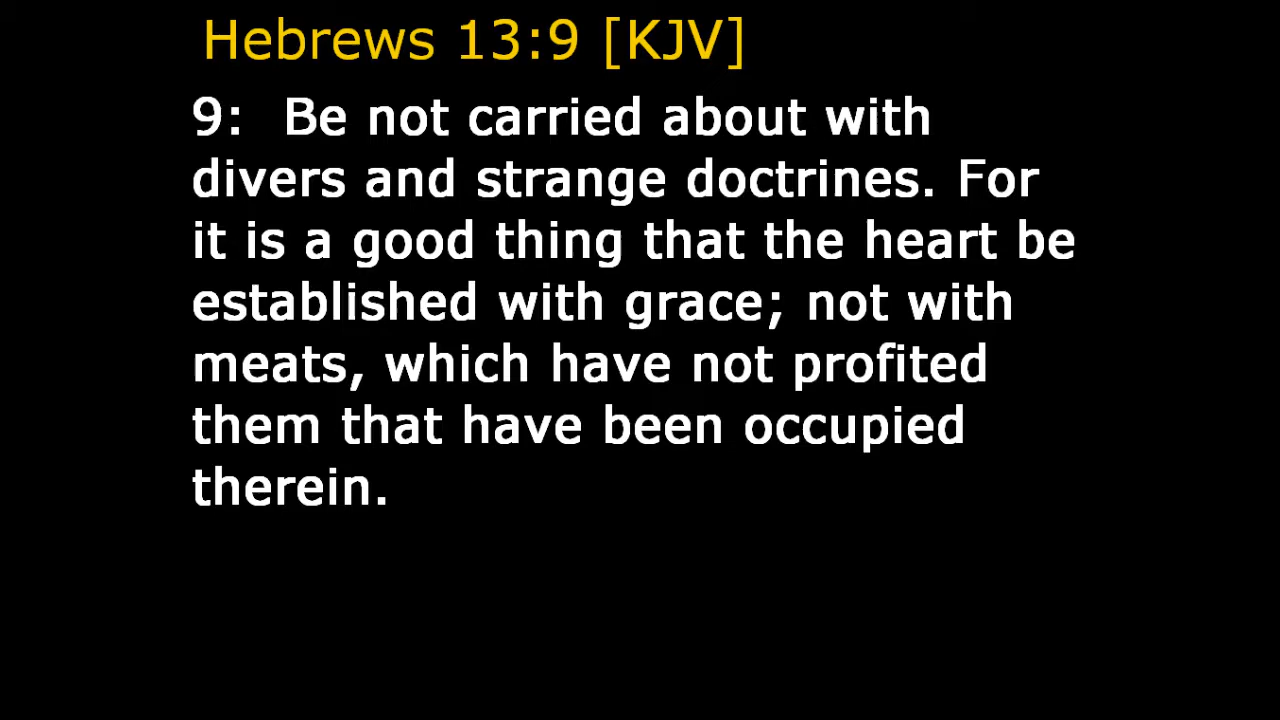 Hebrews 13:9 [KJV]
9:  Be not carried about with
divers and strange doctrines. For
it is a good thing that the heart be
established with grace; not with
meats, which have not profited
them that have been occupied
therein.